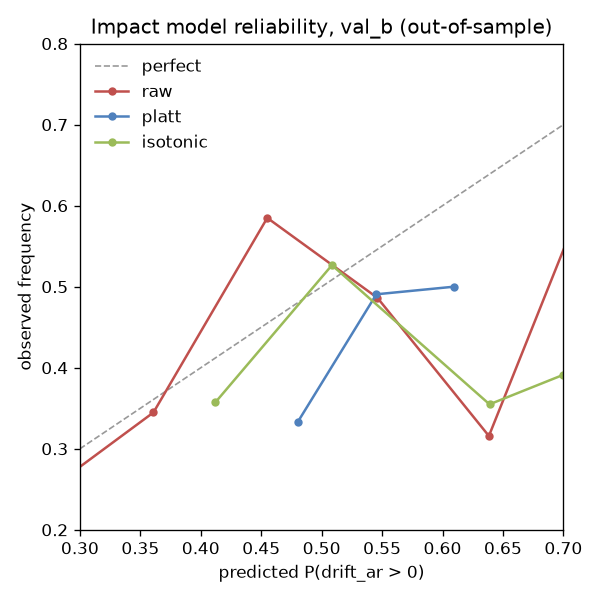 Impact model reliability, val_b (out-of-sample)
perfect
raw
platt
isotonic
observed frequency
0.8
0.7
0.6
0.5
0.4
0.3
0.2
0.30 0.35 0.40 0.45 0.50 0.55 0.60 0.65 0.70
predicted P(drift_ar > 0)